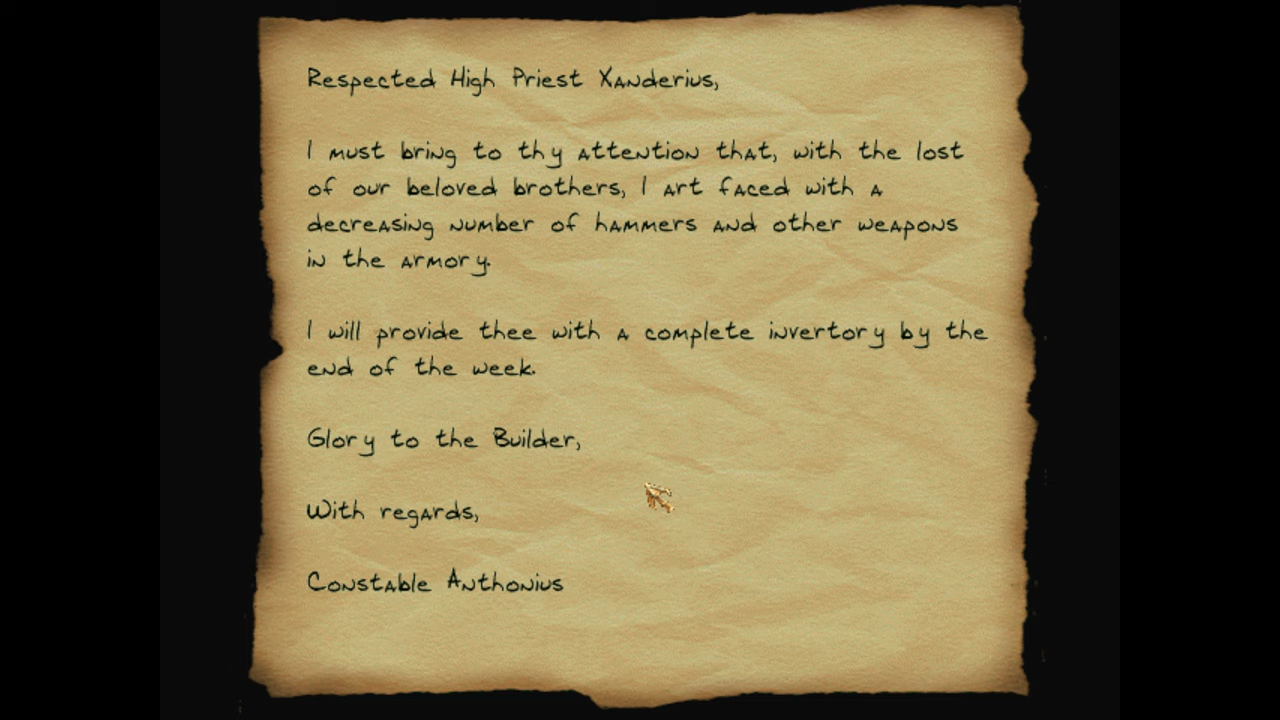 Respected High Priest Xanderius,
I must bring to thy attention that, with the lost
of our beloved brothers, I art faced with a
decreasing number of hammers and other weapons
in the armory.
I will provide thee with a complete invertory by the
end of the week.
Glory to the Builder,
With regards,
Constable Anthonius